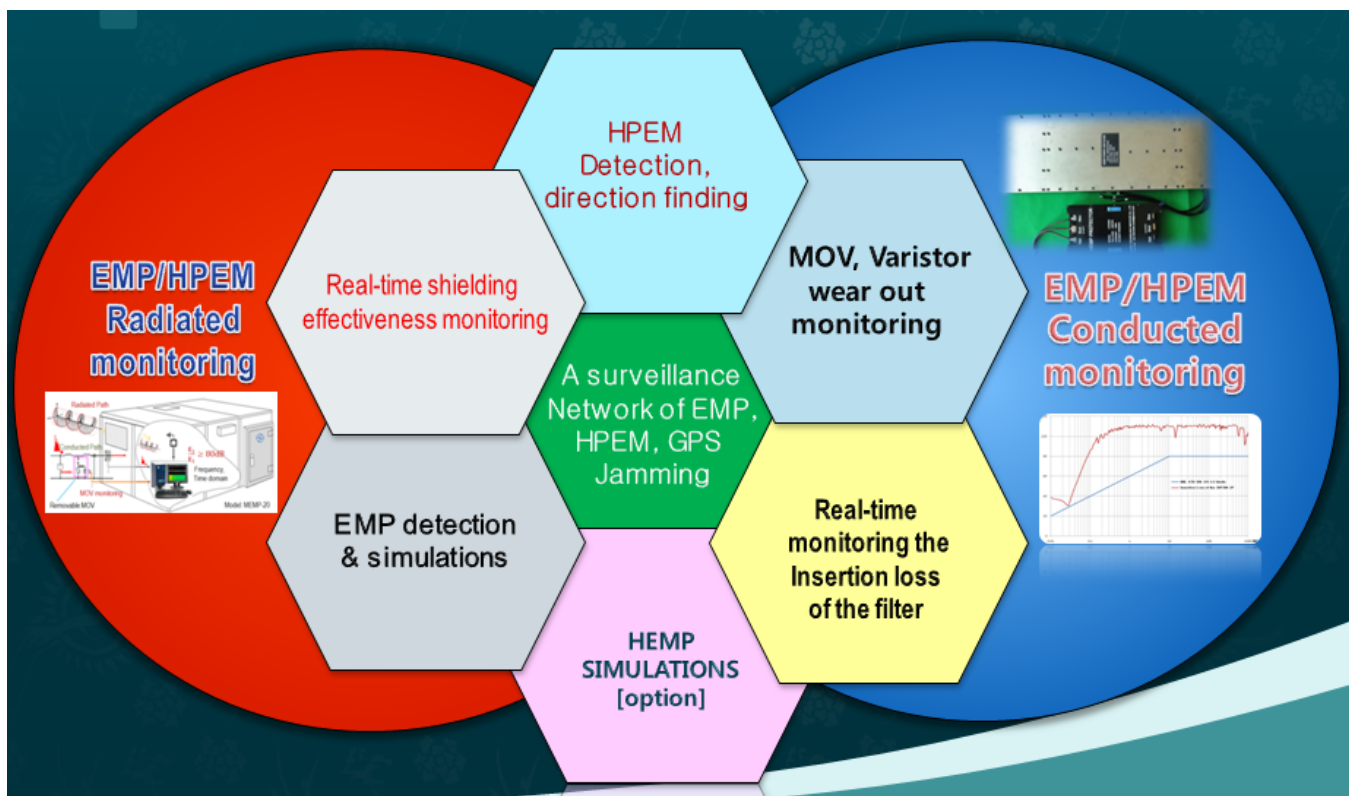 HPEM
Detection,
direction finding
Real-time shielding
effectiveness monitoring
MOV, Varistor
wear out
monitoring
EMP/HPEM
Radiated
monitoring
EMP/HPEM
Conducted
monitoring
A surveillance
Network of EMP,
HPEM, GPS
Jamming
EMP detection
& simulations
Real-time
monitoring the
Insertion loss
of the filter
HEMP
SIMULATIONS
[option]
Radiated Path
Conducted Path
≥ 80dB
Frequency,
Time domain
MOV monitoring
Removable MOV
Model: MEMP-20